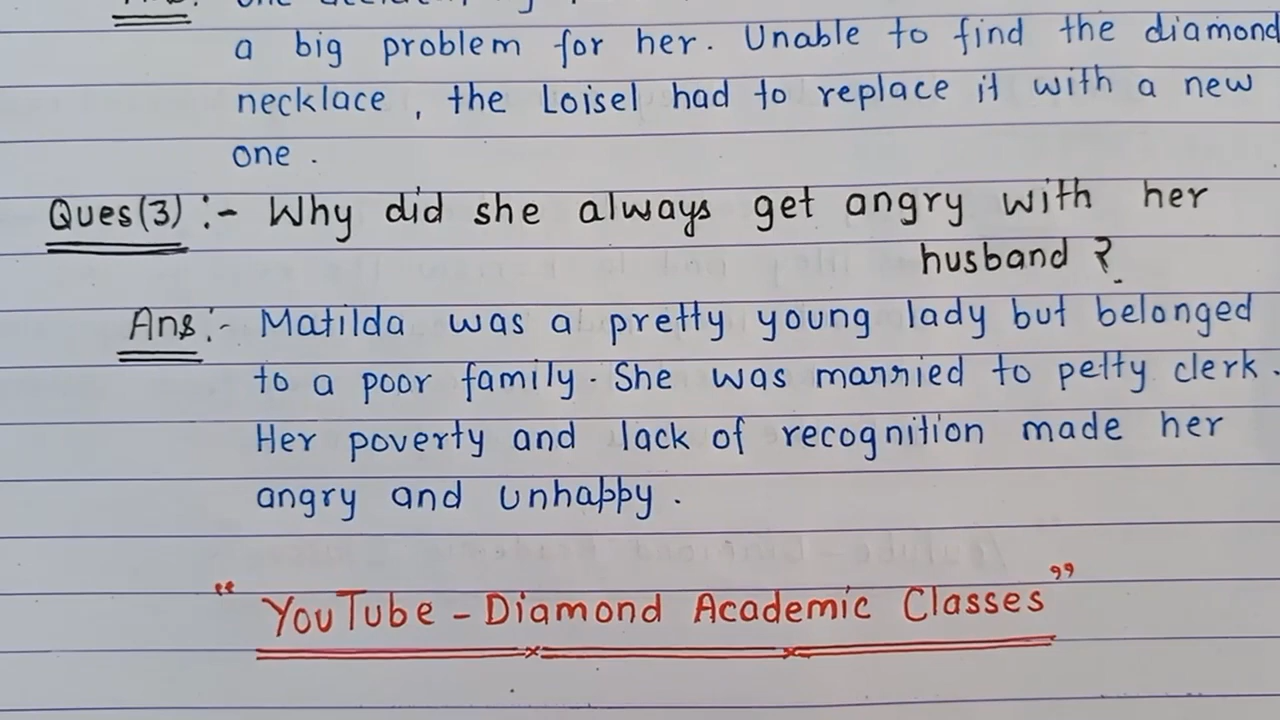 a big problem for her. Unable to find the diamond
necklace, the Loisel had to replace it with a new
one.
Ques(3) :- Why did she always get angry with her
husband ?
Ans :- Matilda was a pretty young lady but belonged
to a poor family. She was married to petty clerk.
Her poverty and lack of recognition made her
angry and unhappy.
"YouTube - Diamond Academic Classes"